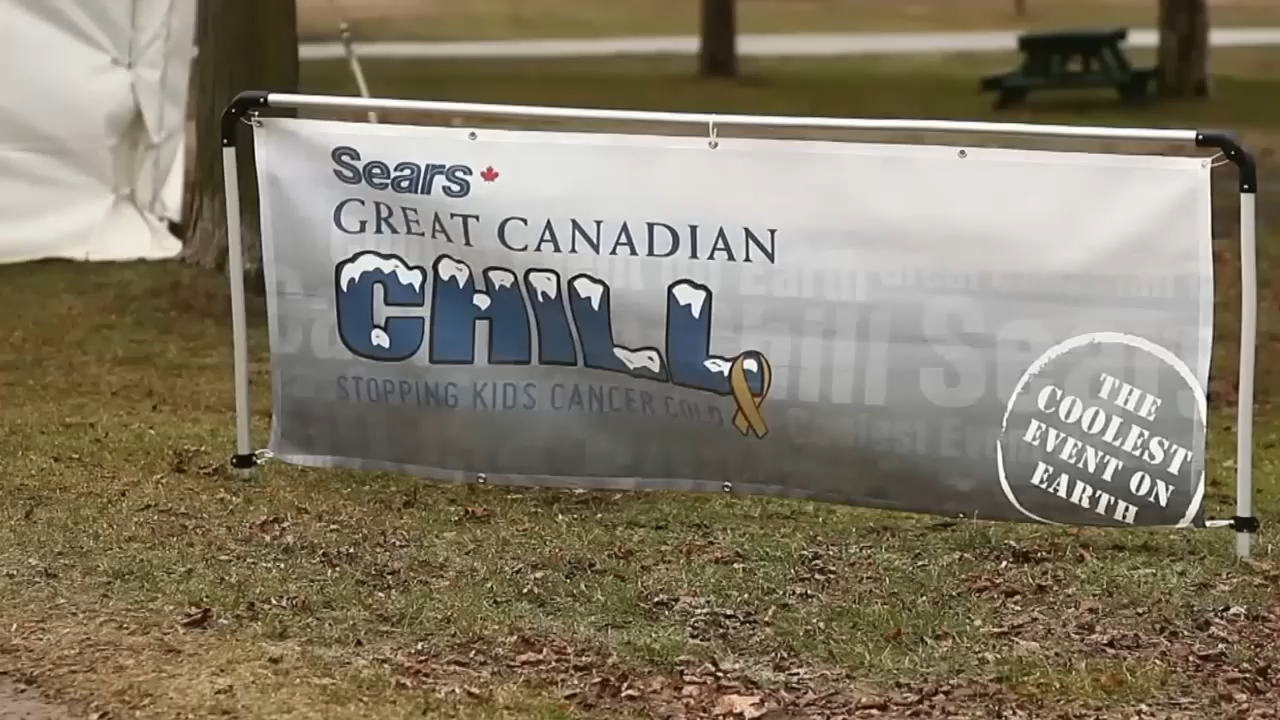 Sears
GREAT CANADIAN
CHILL
STOPPING KIDS CANCER COLD
THE
COOLEST
EVENT ON
EARTH